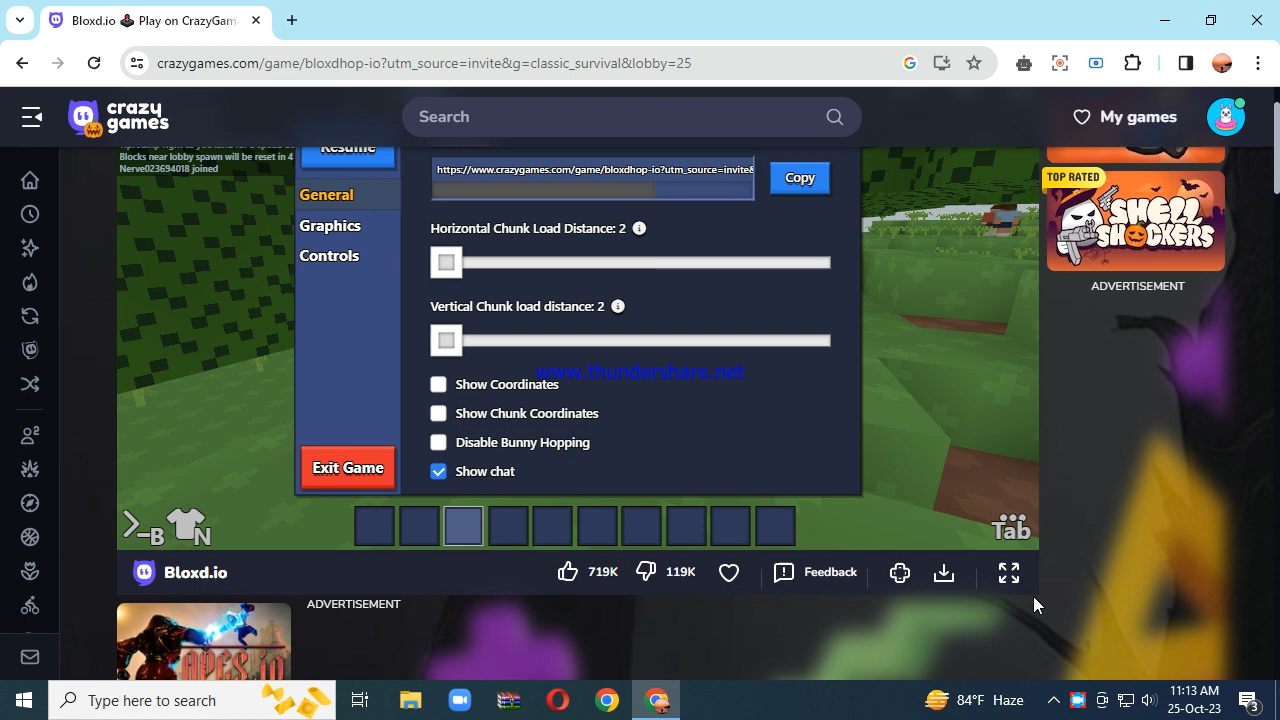 Bloxd.io 🕹️ Play on CrazyGam
crazygames.com/game/bloxdhop-io?utm_source=invite&g=classic_survival&lobby=25
crazy
games
Search
My games
Blocks near lobby spawn will be reset in 4
Nerve023694018 joined
Resume
https://www.crazygames.com/game/bloxdhop-io?utm_source=invite&
Copy
General
Graphics
Controls
Horizontal Chunk Load Distance: 2
Vertical Chunk load distance: 2
www.thundershare.net
Show Coordinates
Show Chunk Coordinates
Disable Bunny Hopping
Show chat
Exit Game
B
N
Tab
TOP RATED
SHELL
SHOCKERS
ADVERTISEMENT
Bloxd.io
719K
119K
Feedback
ADVERTISEMENT
APES.IO
Type here to search
84°F Haze
11:13 AM
25-Oct-23
3